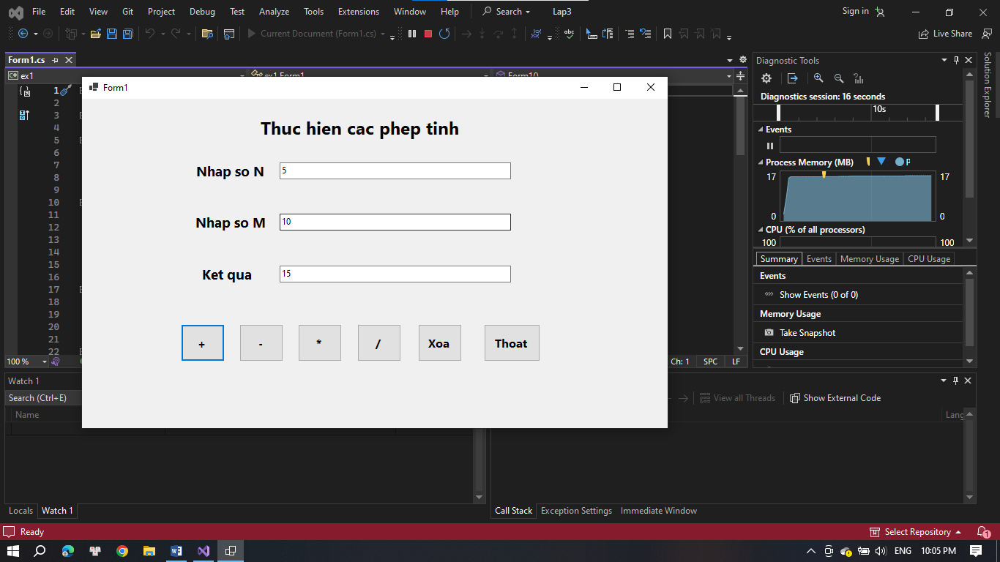 File Edit View Git Project Debug Test Analyze Tools Extensions Window Help Search Lap3 Sign in
Current Document (Form1.cs) abc Live Share
Form1.cs
C# ex1 ex1.Form1 Form1()
Form1
Thuc hien cac phep tinh
Nhap so N 5
Nhap so M 10
Ket qua 15
+ - * / Xoa Thoat
1
2
3
4
5
6
7
8
9
10
11
12
13
14
15
16
17
18
19
20
21
22
100 % Ch: 1 SPC LF
Diagnostic Tools
Diagnostics session: 16 seconds
10s
Events
Process Memory (MB) P
17 17
0 0
CPU (% of all processors)
100 100
Summary Events Memory Usage CPU Usage
Events
Show Events (0 of 0)
Memory Usage
Take Snapshot
CPU Usage
Solution Explorer
Watch 1
Search (Ctrl+E)
Name
View all Threads Show External Code
Lang
Locals Watch 1
Call Stack Exception Settings Immediate Window
Ready Select Repository 1
ENG 10:05 PM